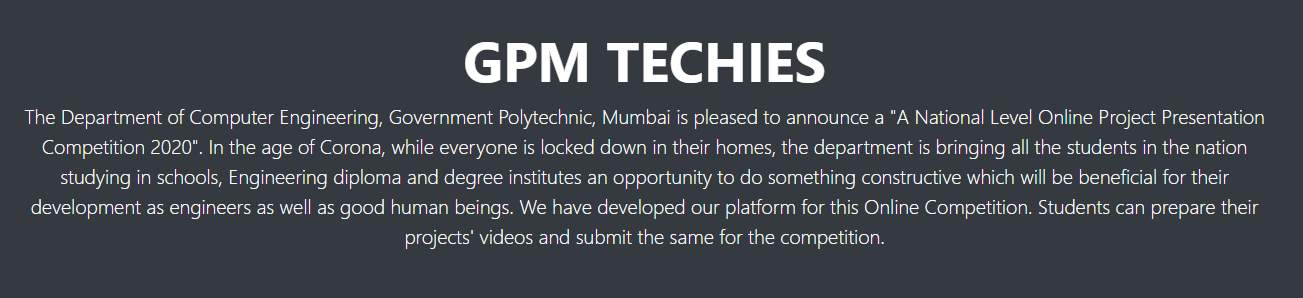 GPM TECHIES
The Department of Computer Engineering, Government Polytechnic, Mumbai is pleased to announce a "A National Level Online Project Presentation
Competition 2020". In the age of Corona, while everyone is locked down in their homes, the department is bringing all the students in the nation
studying in schools, Engineering diploma and degree institutes an opportunity to do something constructive which will be beneficial for their
development as engineers as well as good human beings. We have developed our platform for this Online Competition. Students can prepare their
projects' videos and submit the same for the competition.